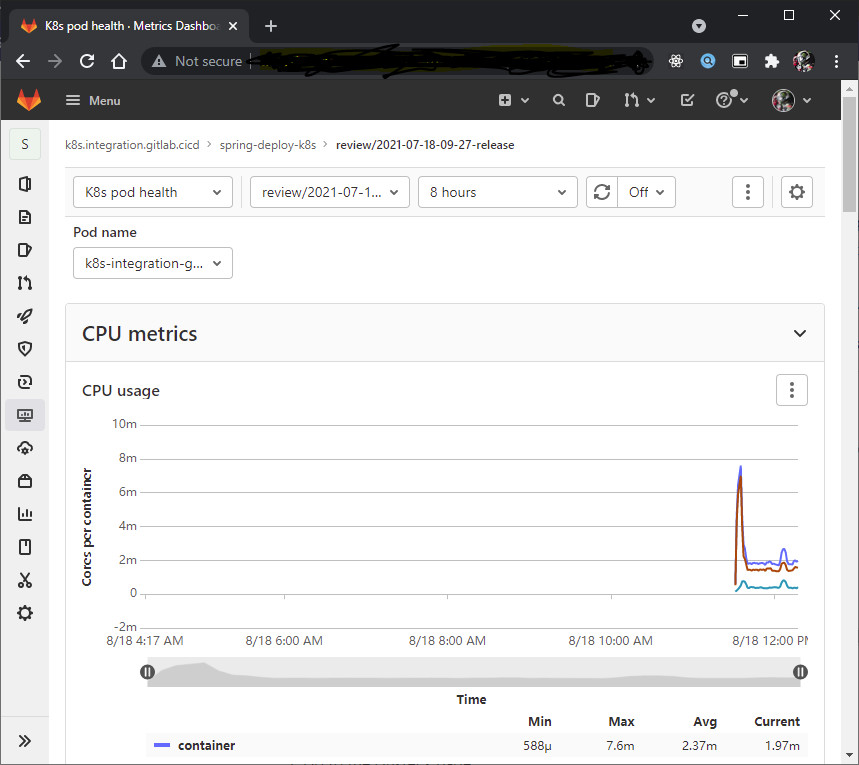 K8s pod health · Metrics Dashbo
Not secure
Menu
S
k8s.integration.gitlab.cicd > spring-deploy-k8s > review/2021-07-18-09-27-release
K8s pod health
review/2021-07-1...
8 hours
Off
Pod name
k8s-integration-g...
CPU metrics
CPU usage
Cores per container
10m
8m
6m
4m
2m
0
-2m
8/18 4:17 AM 8/18 6:00 AM 8/18 8:00 AM 8/18 10:00 AM 8/18 12:00 PM
Time
Min Max Avg Current
container 588μ 7.6m 2.37m 1.97m